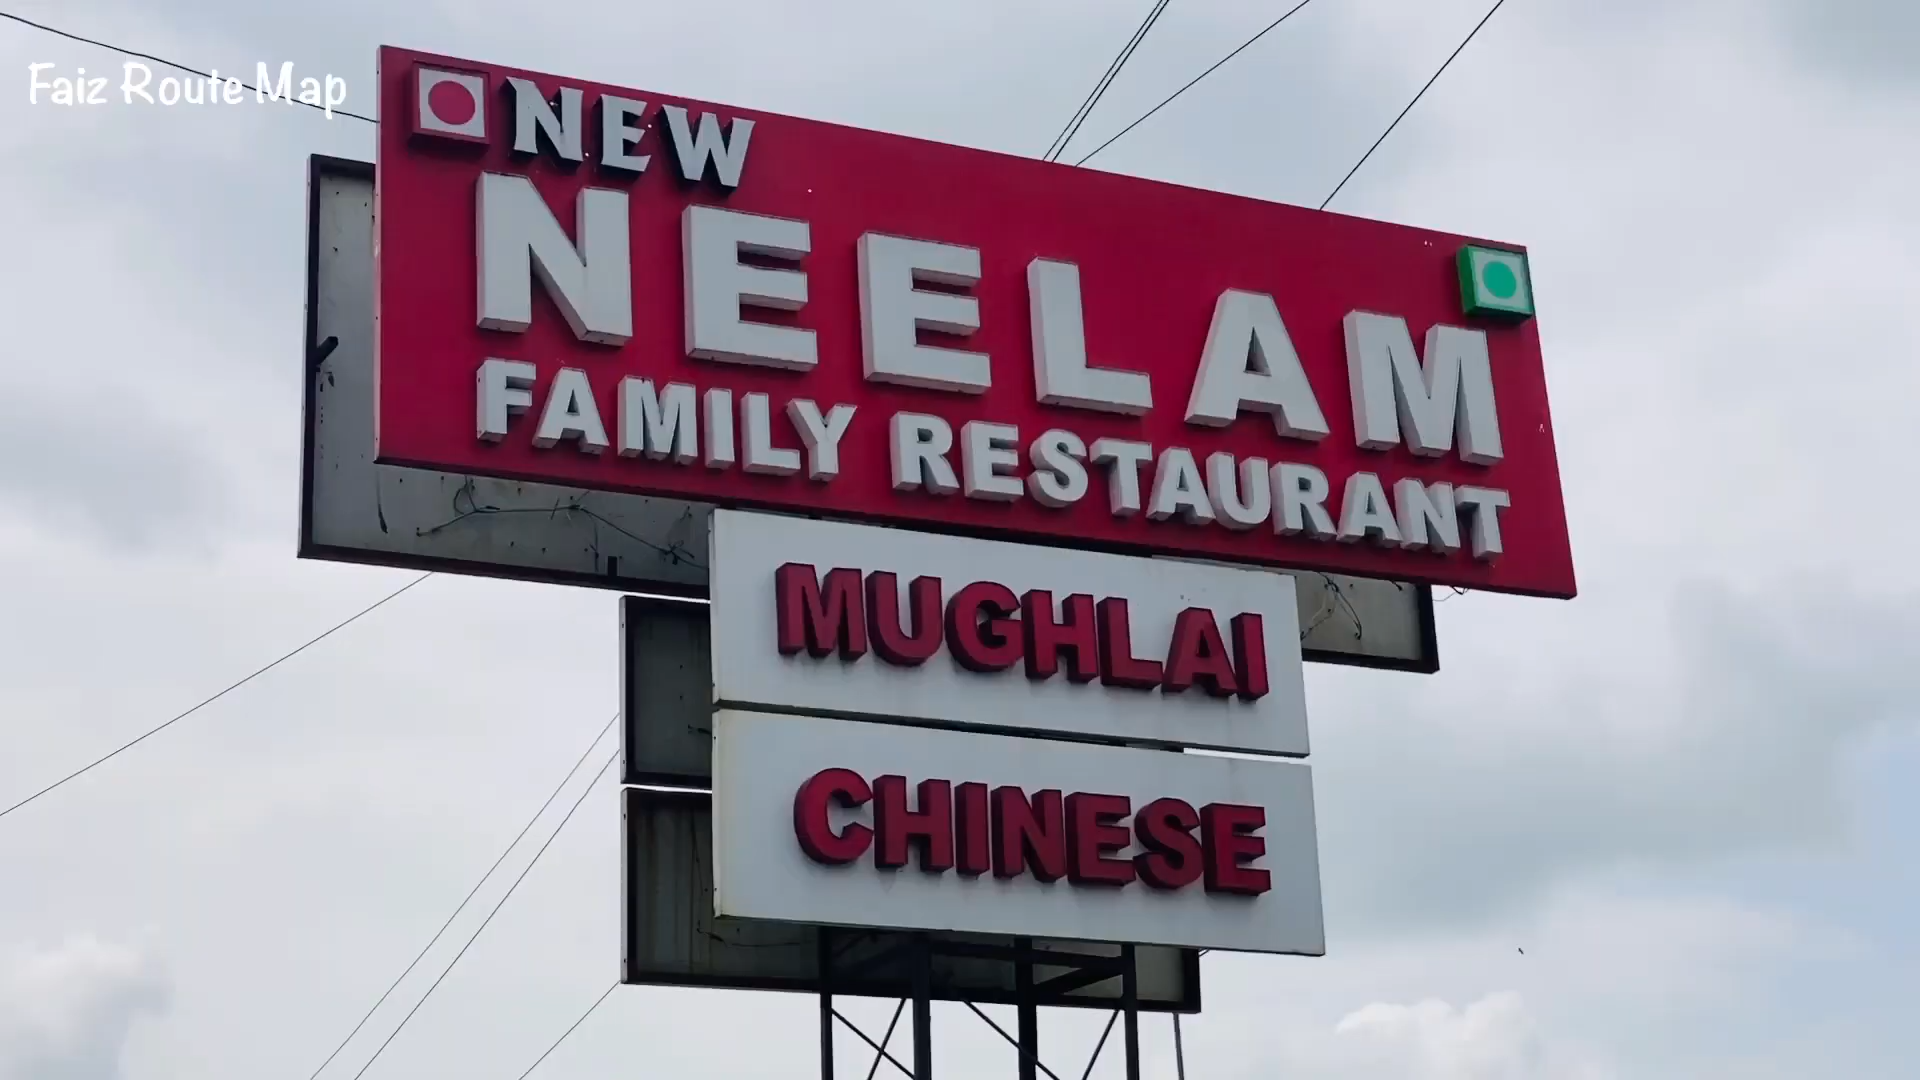 Faiz Route Map
NEW
NEELAM
FAMILY RESTAURANT
MUGHLAI
CHINESE